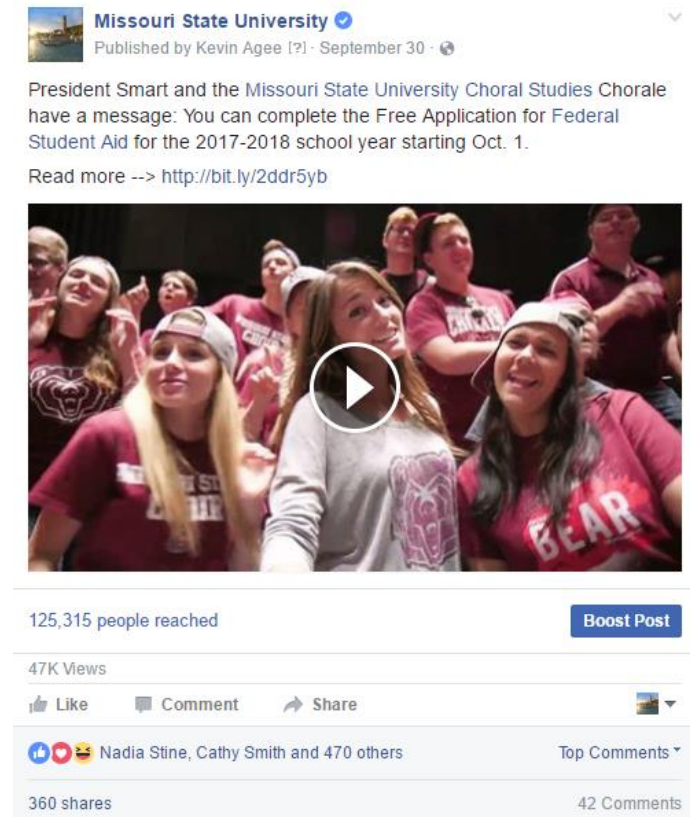 Missouri State University
Published by Kevin Agee [?] · September 30 ·
President Smart and the Missouri State University Choral Studies Chorale
have a message: You can complete the Free Application for Federal
Student Aid for the 2017-2018 school year starting Oct. 1.
Read more --> http://bit.ly/2ddr5yb
BEAR
125,315 people reached
Boost Post
47K Views
Like Comment Share
Nadia Stine, Cathy Smith and 470 others
Top Comments
360 shares
42 Comments